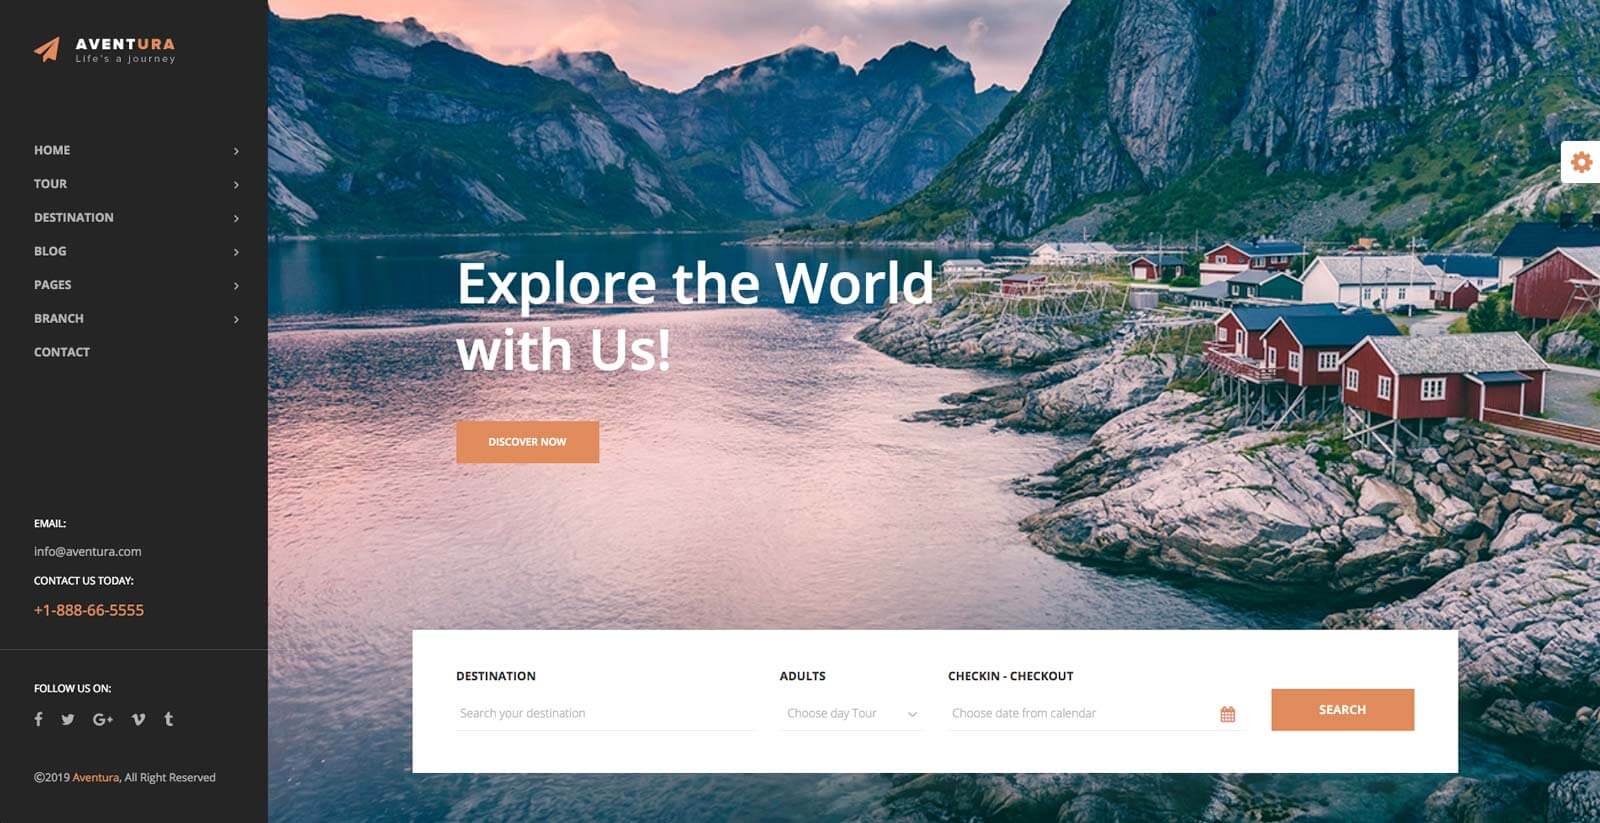 AVENTURA
Life's a journey
HOME
TOUR
DESTINATION
BLOG
PAGES
BRANCH
CONTACT
EMAIL:
info@aventura.com
CONTACT US TODAY:
+1-888-66-5555
FOLLOW US ON:
©2019 Aventura, All Right Reserved
Explore the World
with Us!
DISCOVER NOW
DESTINATION
Search your destination
ADULTS
Choose day Tour
CHECKIN - CHECKOUT
Choose date from calendar
SEARCH